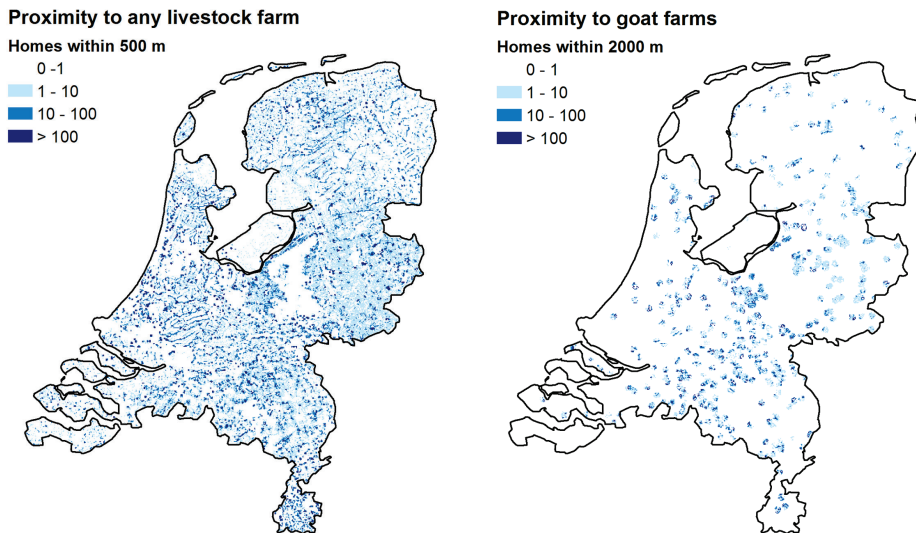 Proximity to any livestock farm
Homes within 500 m
0 -1
1 - 10
10 - 100
> 100
Proximity to goat farms
Homes within 2000 m
0 - 1
1 - 10
10 - 100
> 100